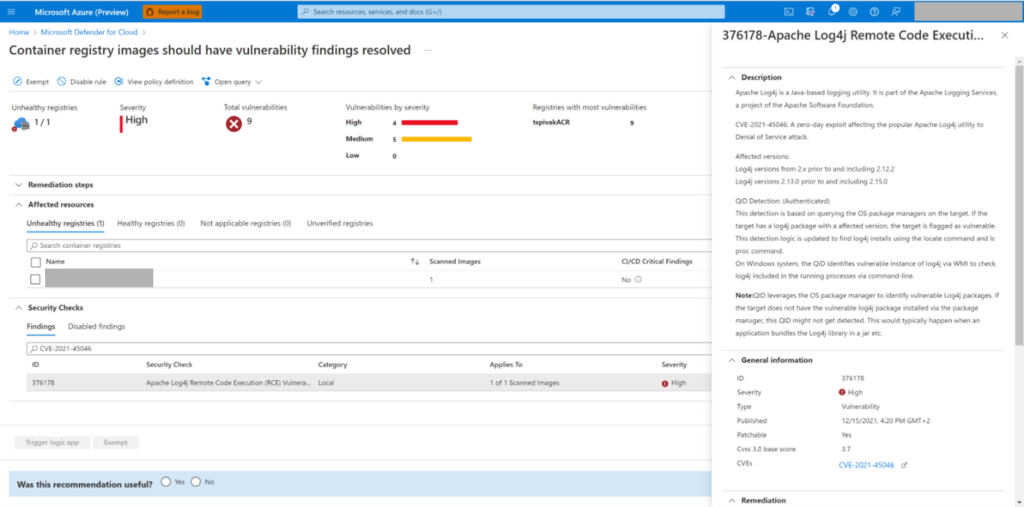 Microsoft Azure (Preview)
Report a bug
Search resources, services, and docs (G+/)
1
Home > Microsoft Defender for Cloud >
Container registry images should have vulnerability findings resolved ...
Exempt
Disable rule
View policy definition
Open query
Unhealthy registries
1 / 1
Severity
High
Total vulnerabilities
9
Vulnerabilities by severity
High 4
Medium 5
Low 0
Registries with most vulnerabilities
tspivakACR 9
Remediation steps
Affected resources
Unhealthy registries (1)
Healthy registries (0)
Not applicable registries (0)
Unverified registries
Search container registries
Name
Scanned Images
CI/CD Critical Findings
1
No
Security Checks
Findings
Disabled findings
CVE-2021-45046
ID
Security Check
Category
Applies To
Severity
376178
Apache Log4j Remote Code Execution (RCE) Vulnera...
Local
1 of 1 Scanned Images
High
Trigger logic app
Exempt
Was this recommendation useful?
Yes
No
376178-Apache Log4j Remote Code Executi...
Description
Apache Log4j is a Java-based logging utility. It is part of the Apache Logging Services,
a project of the Apache Software Foundation.
CVE-2021-45046: A zero-day exploit affecting the popular Apache Log4j utility to
Denial of Service attack.
Affected versions:
Log4j versions from 2.x prior to and including 2.12.2
Log4j versions 2.13.0 prior to and including 2.15.0
QID Detection: (Authenticated)
This detection is based on querying the OS package managers on the target. If the
target has a log4j package with a affected version, the target is flagged as vulnerable.
This detection logic is updated to find log4j installs using the locate command and ls
proc command.
On Windows system, the QID identifies vulnerable instance of log4j via WMI to check
log4j included in the running processes via command-line.
Note:QID leverages the OS package manager to identify vulnerable Log4j packages. If
the target does not have the vulnerable log4j package installed via the package
manager, this QID might not get detected. This would typically happen when an
application bundles the Log4j library in a jar etc.
General information
ID 376178
Severity High
Type Vulnerability
Published 12/15/2021, 4:20 PM GMT+2
Patchable Yes
Cvss 3.0 base score 3.7
CVEs CVE-2021-45046
Remediation